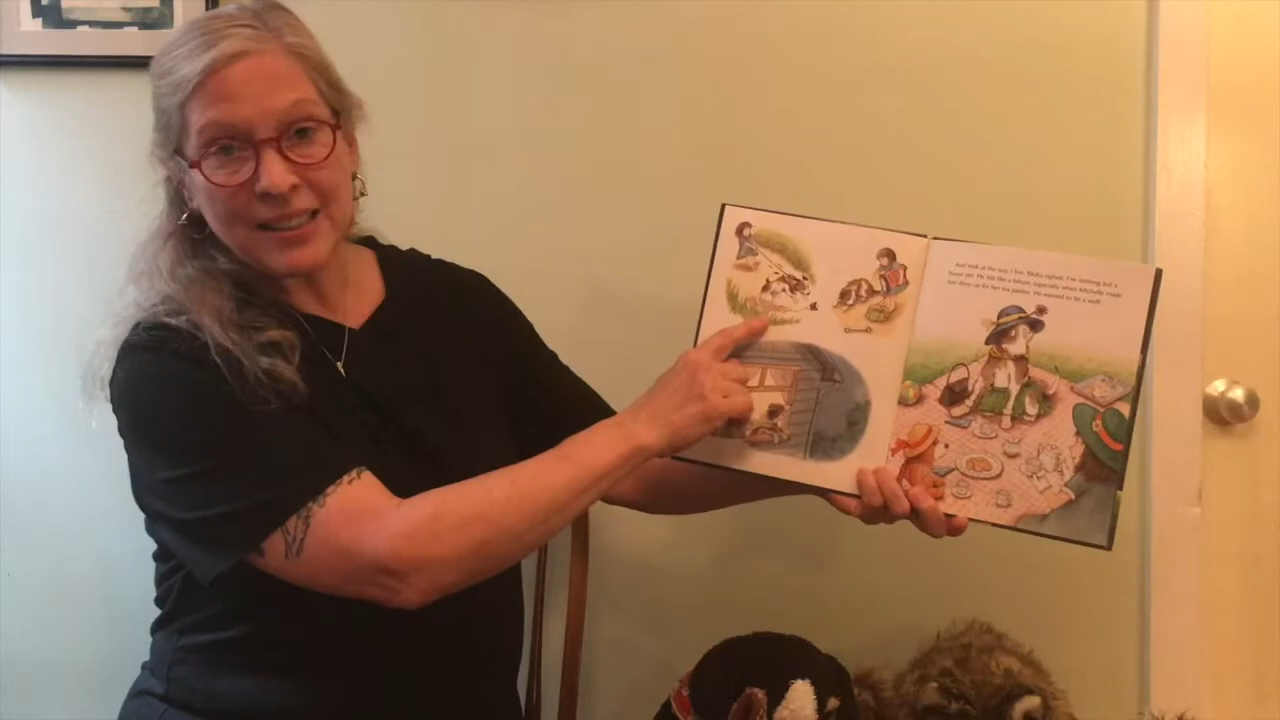 And look at the way I live, Moka sighed. I'm nothing but a
house pet. He felt like a failure, especially when Michelle made
him dress up for her tea parties. He wanted to be a wolf!